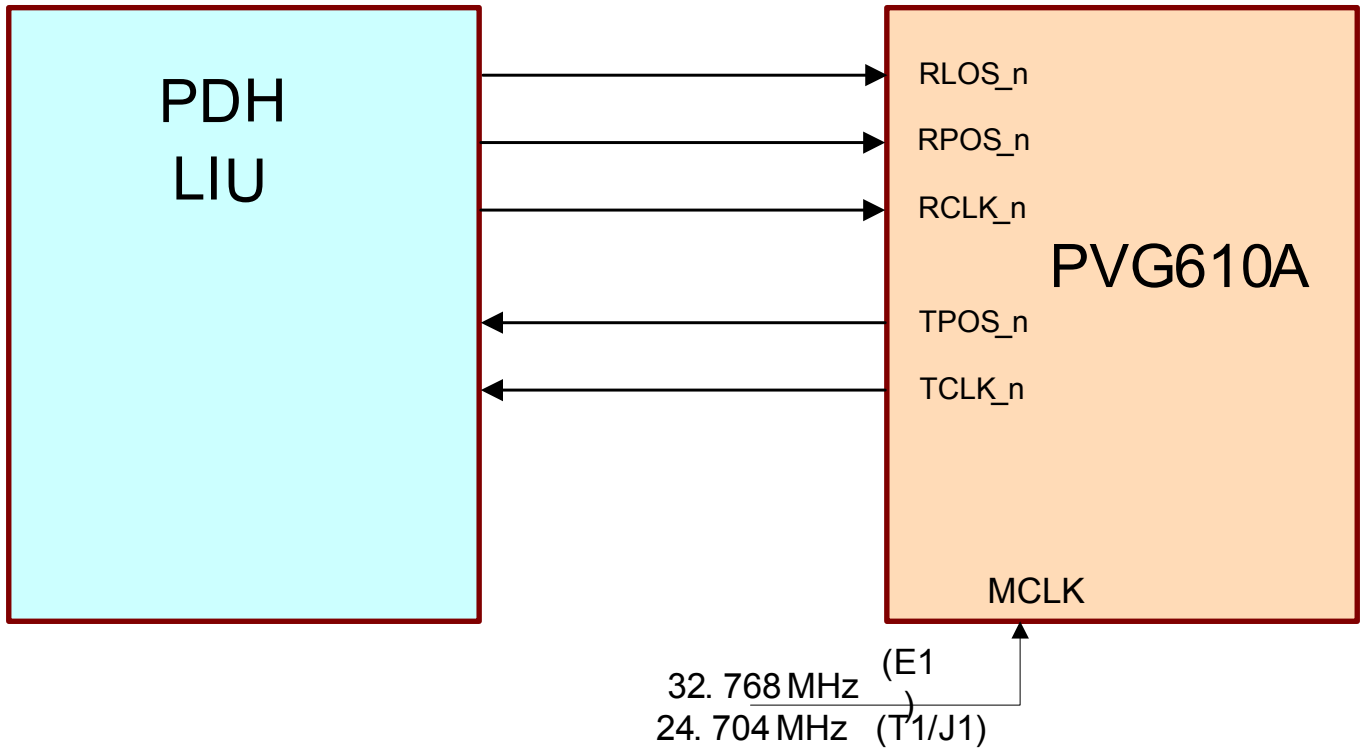 PDH
LIU
RLOS_n
RPOS_n
RCLK_n
PVG610A
TPOS_n
TCLK_n
MCLK
32. 768 MHz (E1
)
24. 704 MHz (T1/J1)